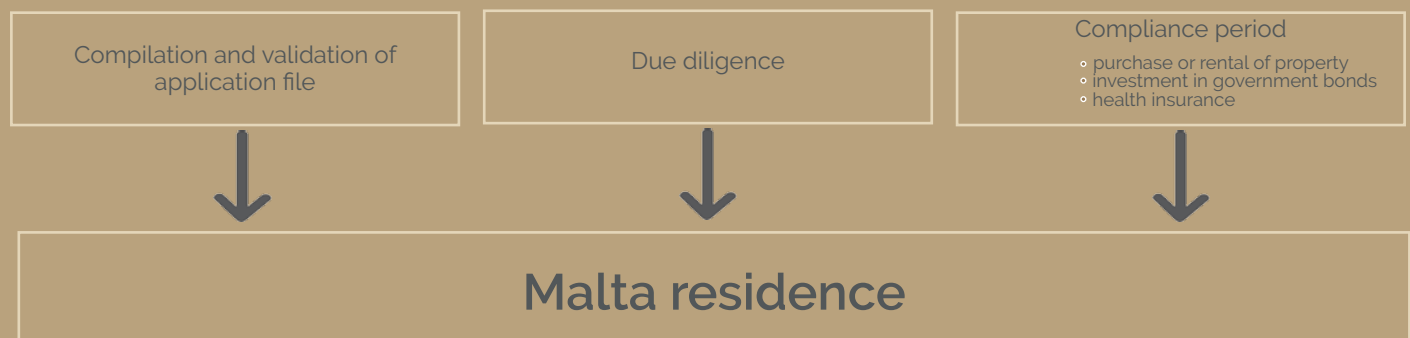 Compilation and validation of
application file
Due diligence
Compliance period
purchase or rental of property
investment in government bonds
health insurance
Malta residence